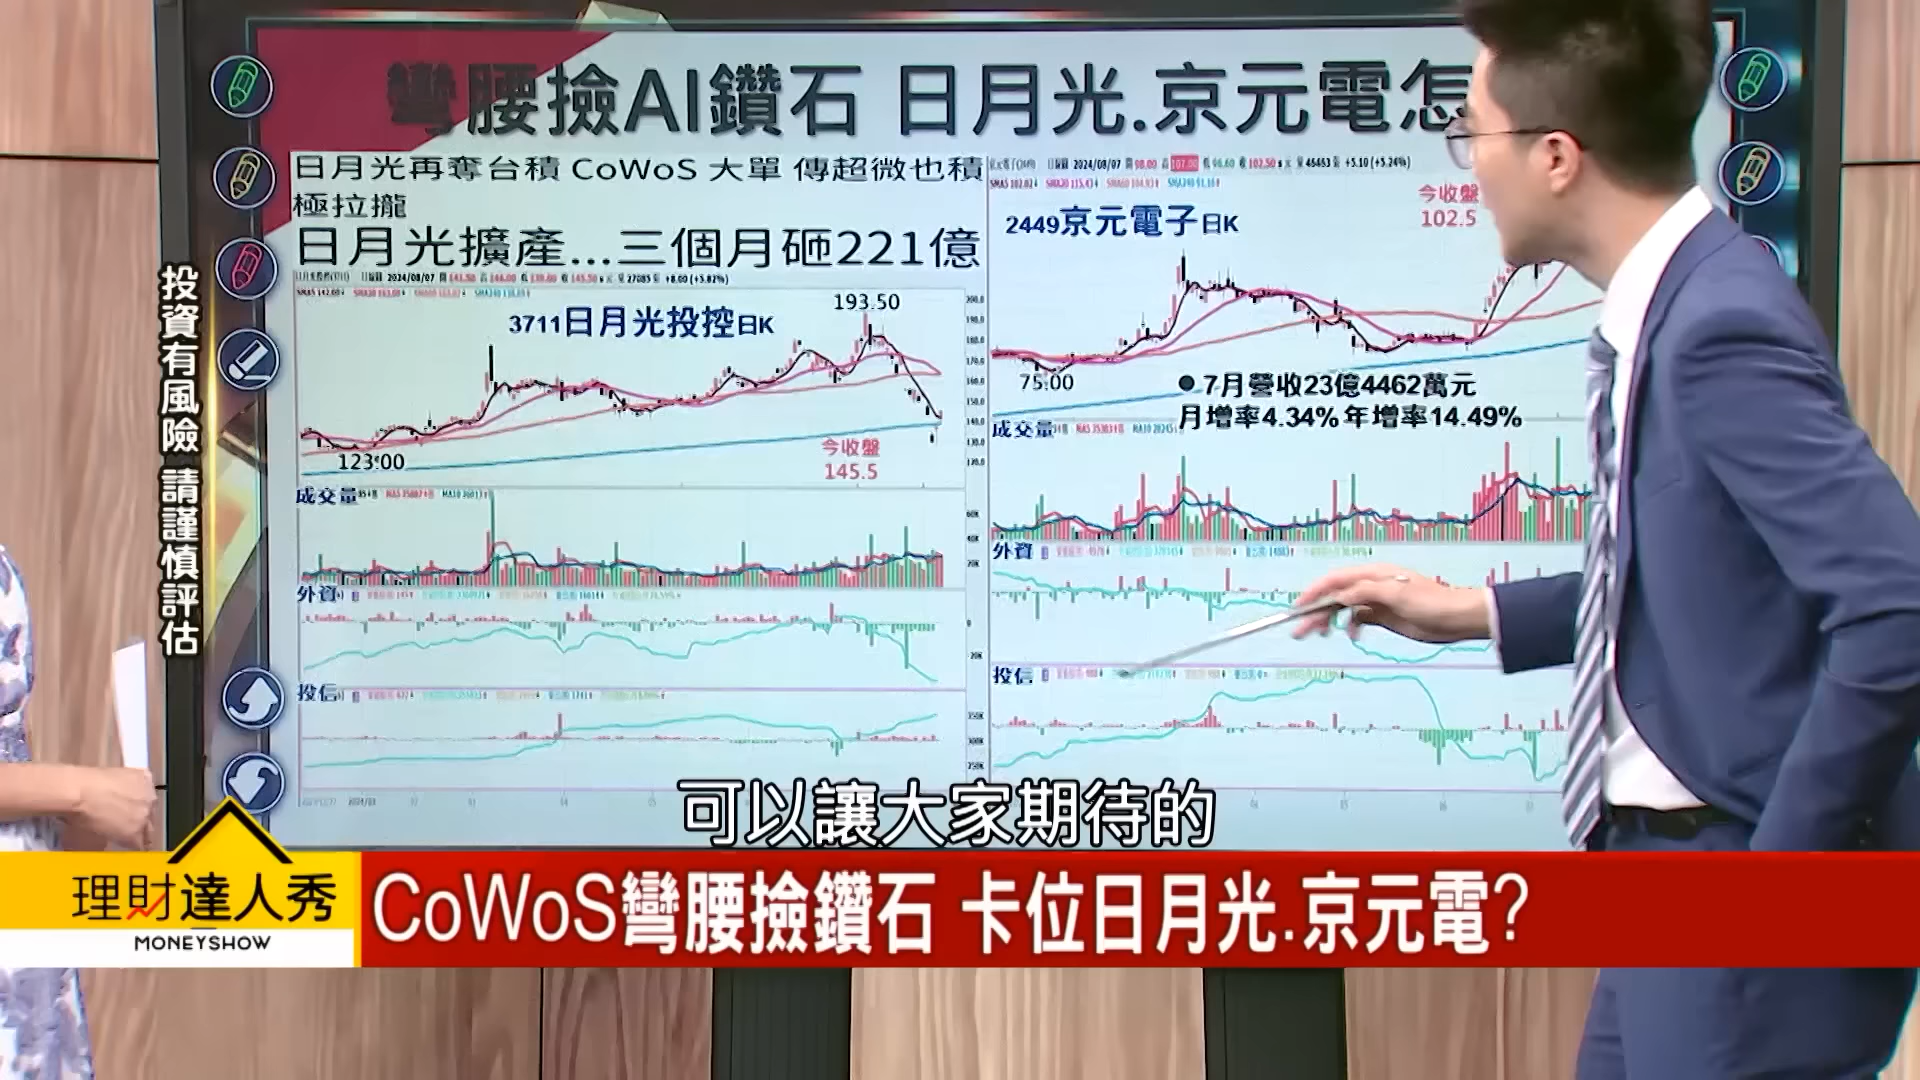 彎腰撿AI鑽石 日月光.京元電怎
日月光再奪台積 CoWoS 大單 傳超微也積
極拉攏
日月光擴產...三個月砸221億
2024/08/07
3711日月光投控日K
193.50
123.00
今收盤
145.5
成交量
外資
投信
2024/08/07
今收盤
102.5
2449京元電子日K
75.00
● 7月營收23億4462萬元
月增率4.34% 年增率14.49%
成交量
外資
投信
投資有風險 請謹慎評估
可以讓大家期待的
理財達人秀
MONEYSHOW
CoWoS彎腰撿鑽石 卡位日月光.京元電?